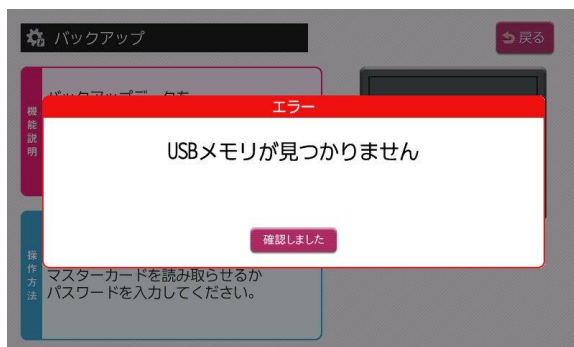 バックアップ
戻る
機能説明
バックアップデータを
エラー
USBメモリが見つかりません
確認しました
操作方法
マスターカードを読み取らせるか
パスワードを入力してください。